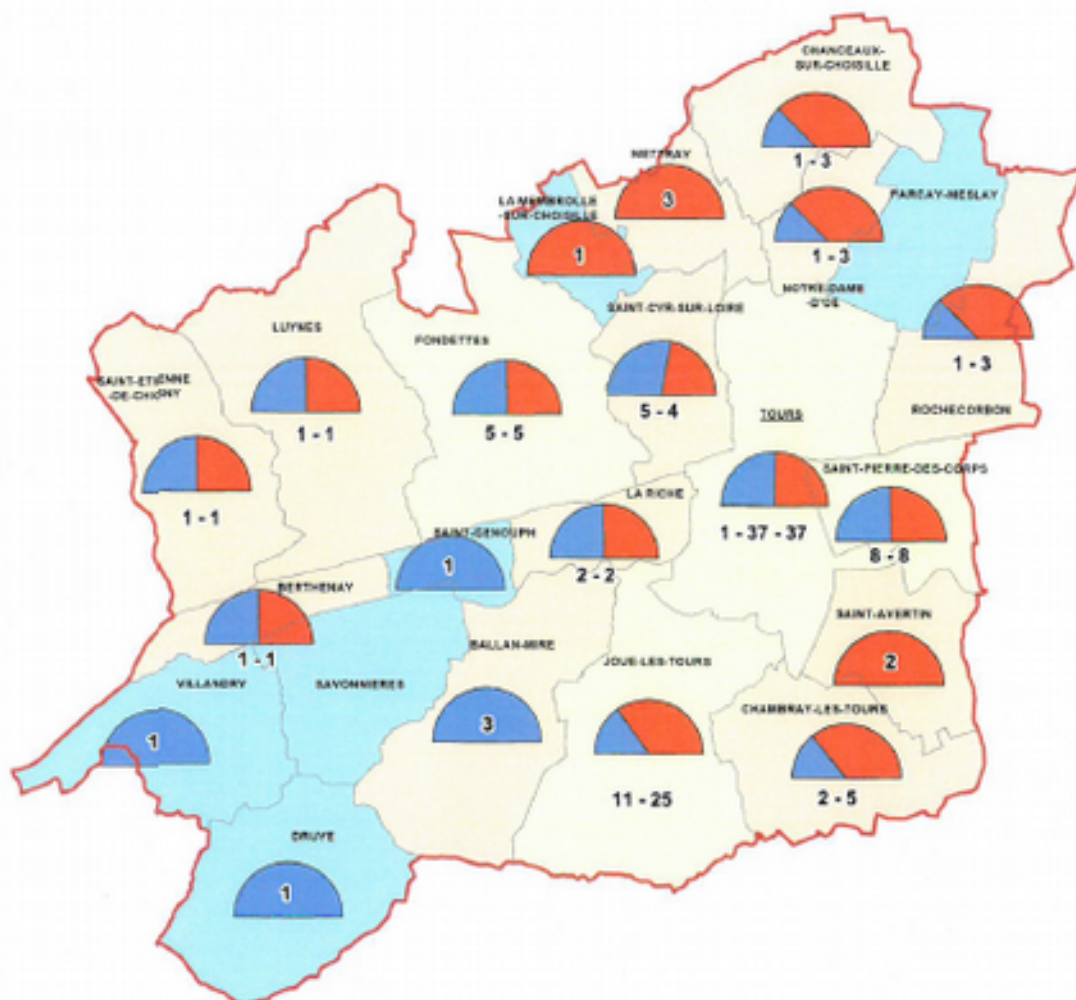 CHANCEAUX-
SUR-CHOISILLE
1 - 3
METTRAY
3
LA MEMBROLLE
-SUR-CHOISILLE
1
PARCAY-MESLAY
1 - 3
NOTRE-DAME
-D'OE
SAINT-CYR-SUR-LOIRE
5 - 4
1 - 3
ROCHECORBON
LUYNES
1 - 1
FONDETTES
5 - 5
SAINT-ETIENNE
-DE-CHIGNY
1 - 1
TOURS
1 - 37 - 37
SAINT-PIERRE-DES-CORPS
8 - 8
LA RICHE
2 - 2
SAINT-GENOUPH
1
BERTHENAY
1 - 1
SAINT-AVERTIN
2
BALLAN-MIRE
3
JOUE-LES-TOURS
11 - 25
CHAMBRAY-LES-TOURS
2 - 5
VILLANDRY
1
SAVONNIERES
DRUYE
1